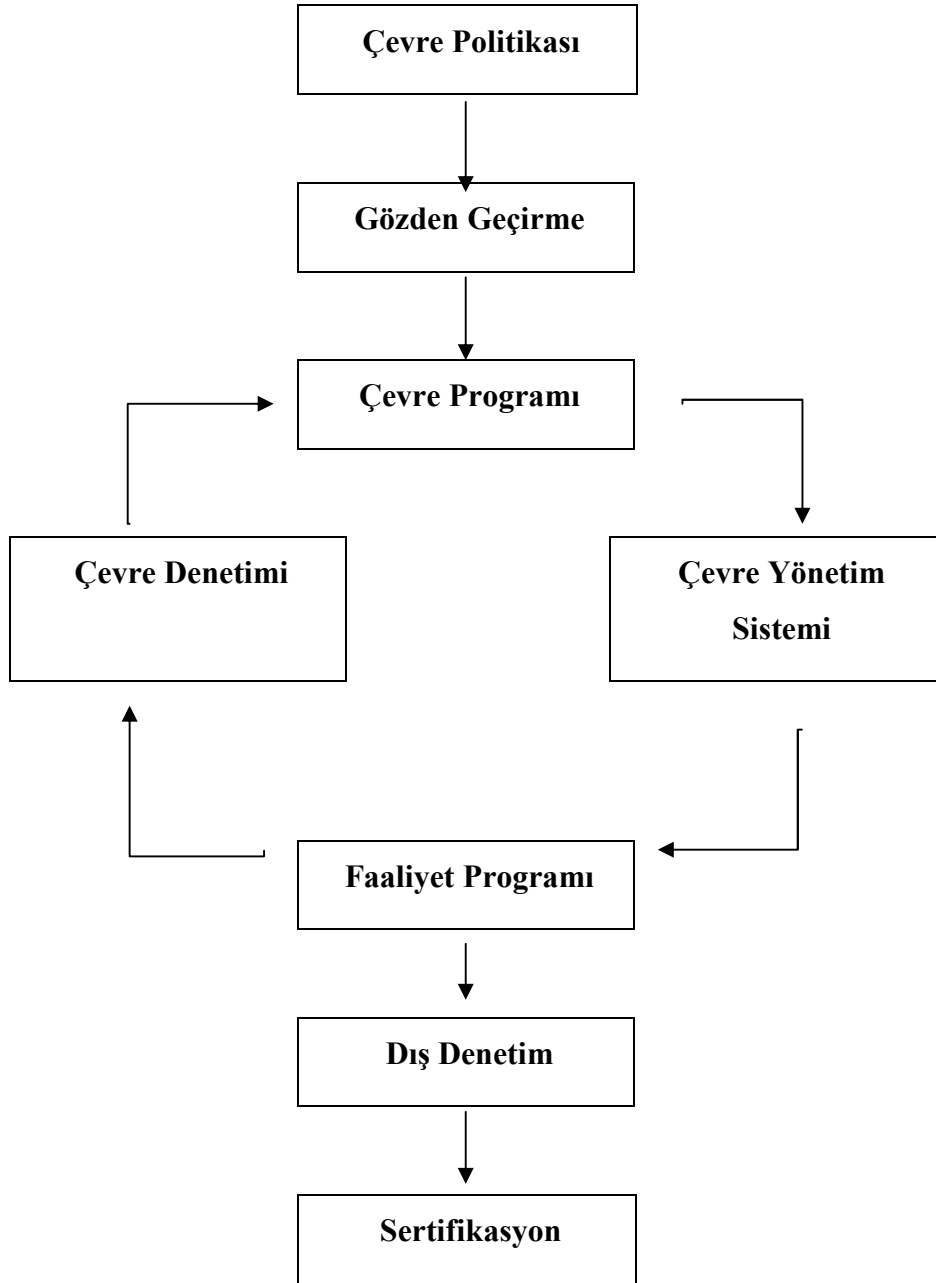 Çevre Politikası
Gözden Geçirme
Çevre Programı
Çevre Denetimi
Çevre Yönetim
Sistemi
Faaliyet Programı
Dış Denetim
Sertifikasyon